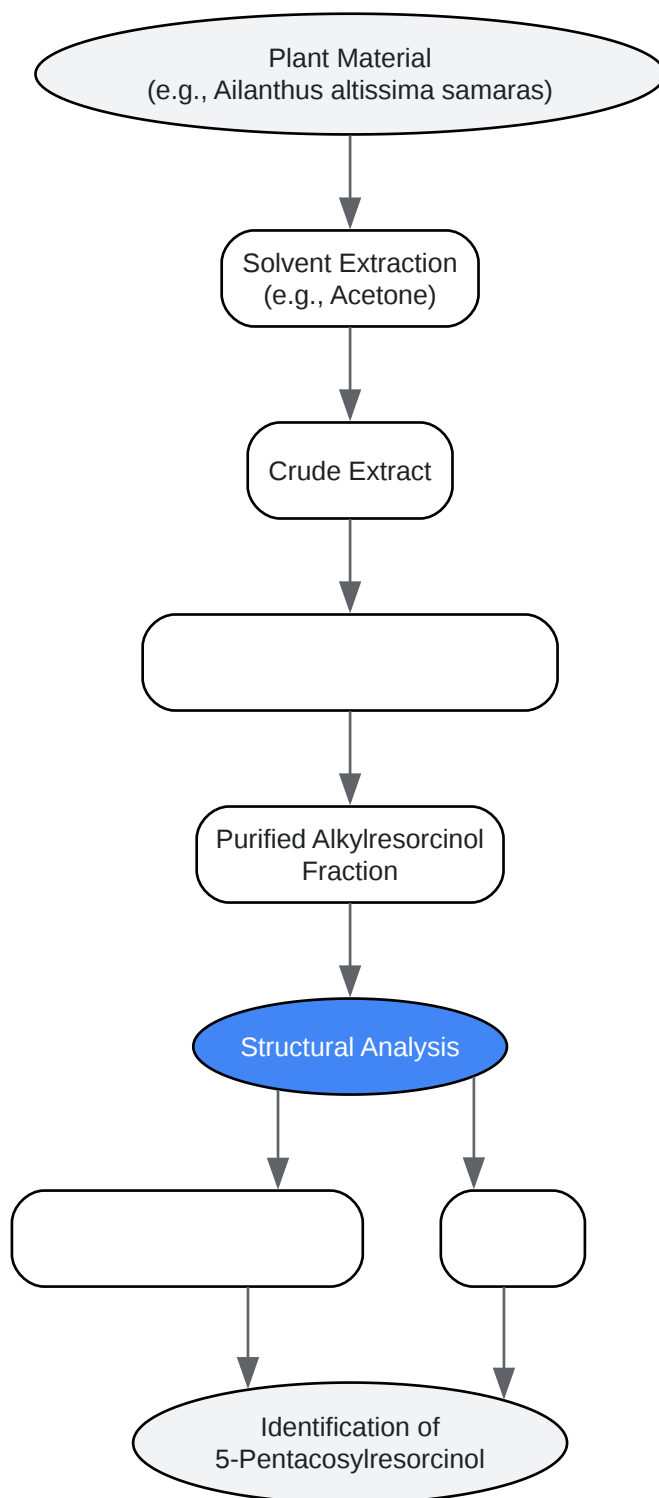 Plant Material
(e.g., Ailanthus altissima samaras)
Solvent Extraction
(e.g., Acetone)
Crude Extract
Purified Alkylresorcinol
Fraction
Structural Analysis
Identification of
5-Pentacosylresorcinol